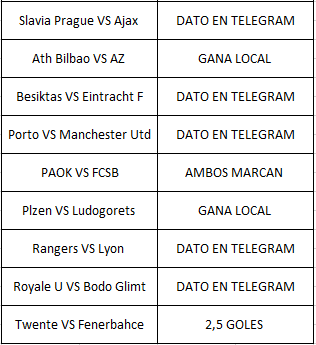 Slavia Prague VS Ajax DATO EN TELEGRAM
Ath Bilbao VS AZ GANA LOCAL
Besiktas VS Eintracht F DATO EN TELEGRAM
Porto VS Manchester Utd DATO EN TELEGRAM
PAOK VS FCSB AMBOS MARCAN
Plzen VS Ludogorets GANA LOCAL
Rangers VS Lyon DATO EN TELEGRAM
Royale U VS Bodo Glimt DATO EN TELEGRAM
Twente VS Fenerbahce 2,5 GOLES